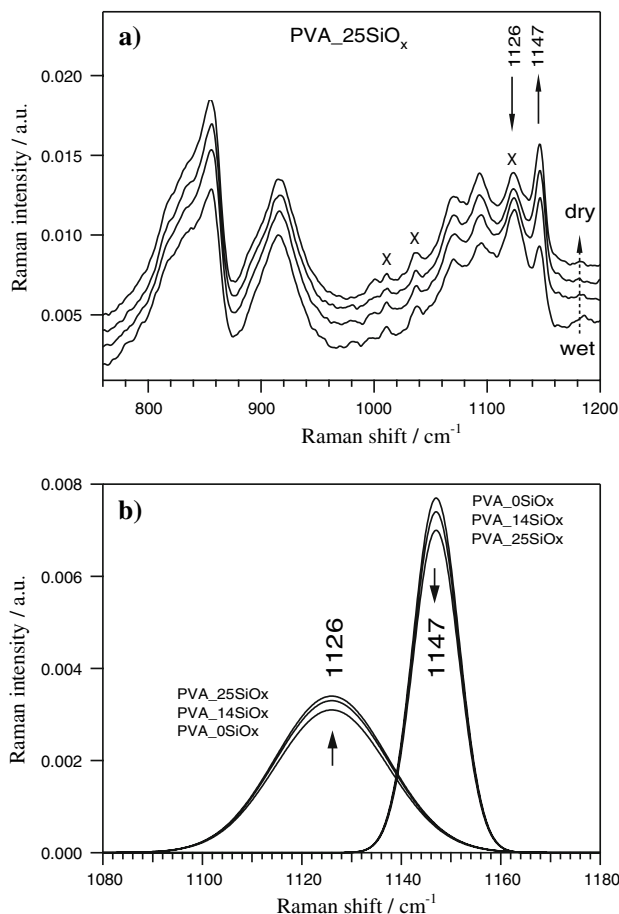 a)
PVA_25SiOx
1126
1147
Raman intensity / a.u.
0.020
0.015
0.010
0.005
X
X
X
dry
wet
800
900
1000
1100
1200
Raman shift / cm-1
b)
PVA_0SiOx
PVA_14SiOx
PVA_25SiOx
1126
1147
PVA_25SiOx
PVA_14SiOx
PVA_0SiOx
Raman intensity / a.u.
0.008
0.006
0.004
0.002
0.000
1080
1100
1120
1140
1160
1180
Raman shift / cm-1